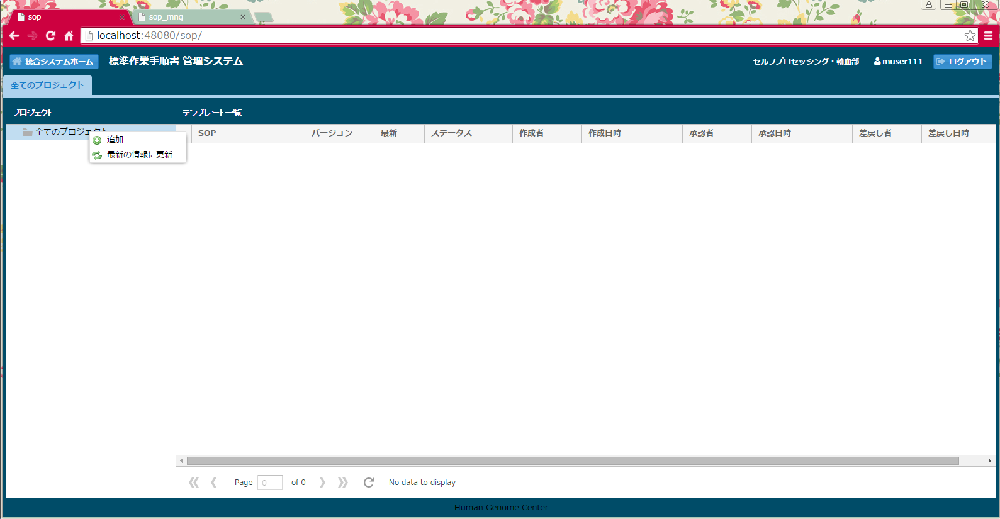 sop
sop_mng
localhost:48080/sop/
統合システムホーム
標準作業手順書 管理システム
セルフプロセッシング・輸血部
muser111
ログアウト
全てのプロジェクト
プロジェクト
テンプレート一覧
全てのプロジェクト
追加
最新の情報に更新
SOP
バージョン
最新
ステータス
作成者
作成日時
承認者
承認日時
差戻し者
差戻し日時
Page 0 of 0
No data to display
Human Genome Center